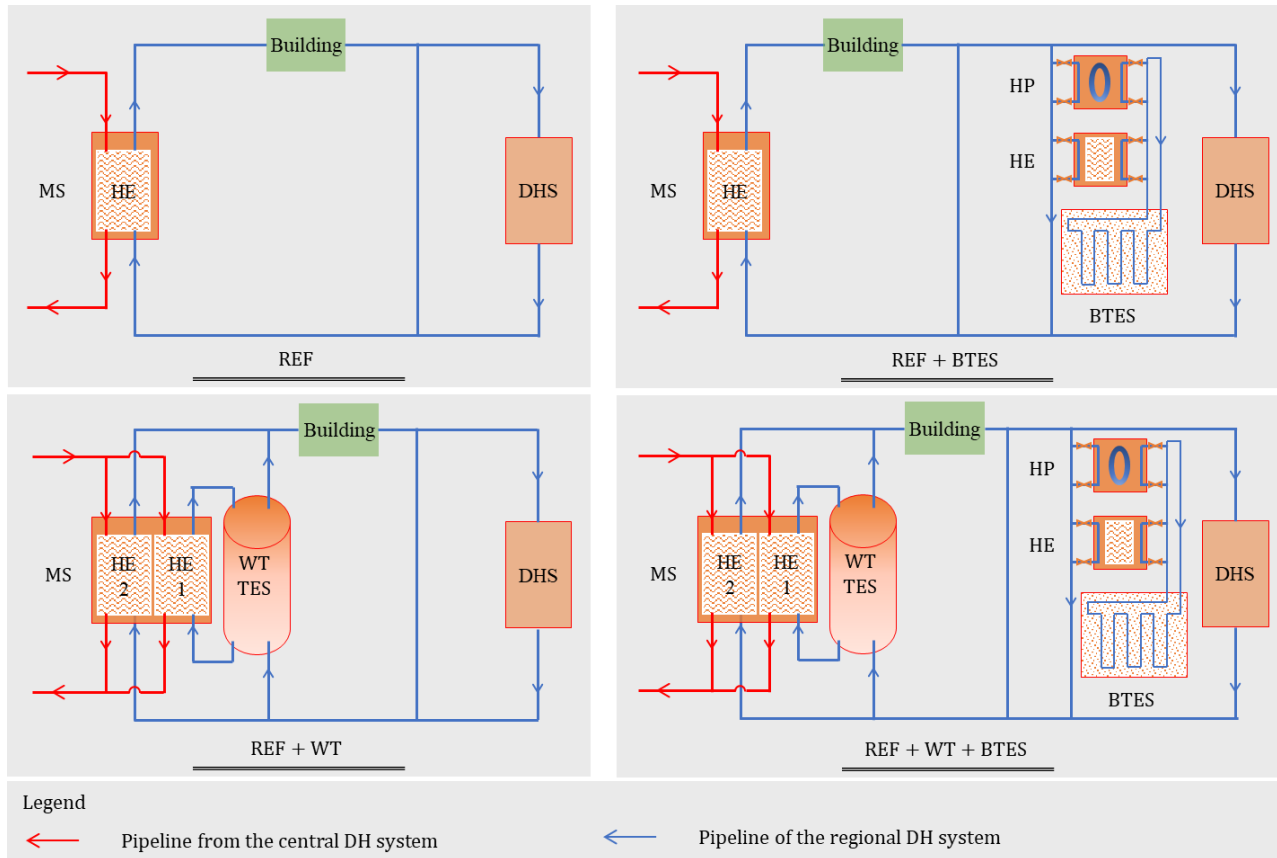 Building
MS
HE
DHS
REF
Building
HP
HE
MS
HE
DHS
BTES
REF + BTES
Building
MS
HE
2
HE
1
WT
TES
DHS
REF + WT
Building
HP
HE
MS
HE
2
HE
1
WT
TES
DHS
BTES
REF + WT + BTES
Legend
Pipeline from the central DH system
Pipeline of the regional DH system